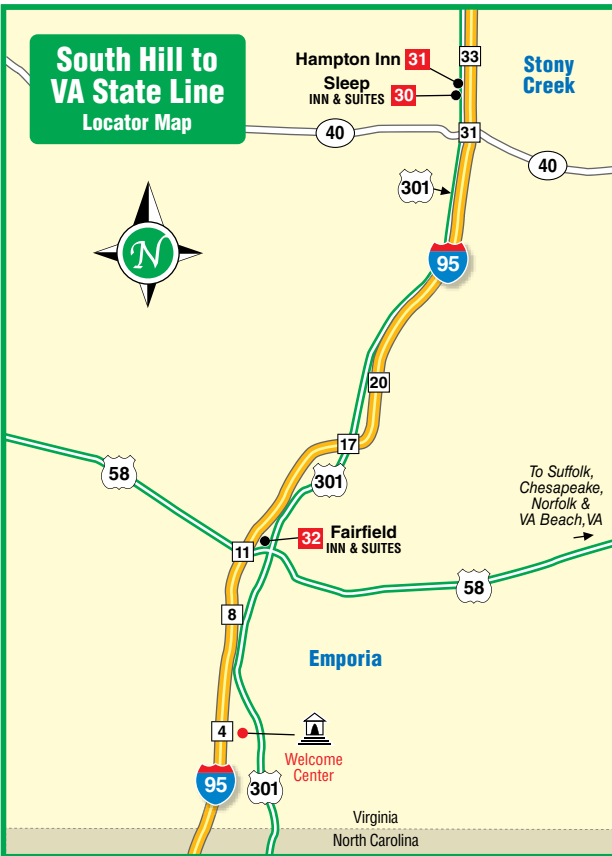 South Hill to
VA State Line
Locator Map
Hampton Inn 31
Sleep
INN & SUITES 30
33
Stony
Creek
40
31
40
301
N
95
20
17
58
301
To Suffolk,
Chesapeake,
Norfolk &
VA Beach,VA
32 Fairfield
INN & SUITES
11
58
8
Emporia
4
Welcome
Center
95
301
Virginia
North Carolina